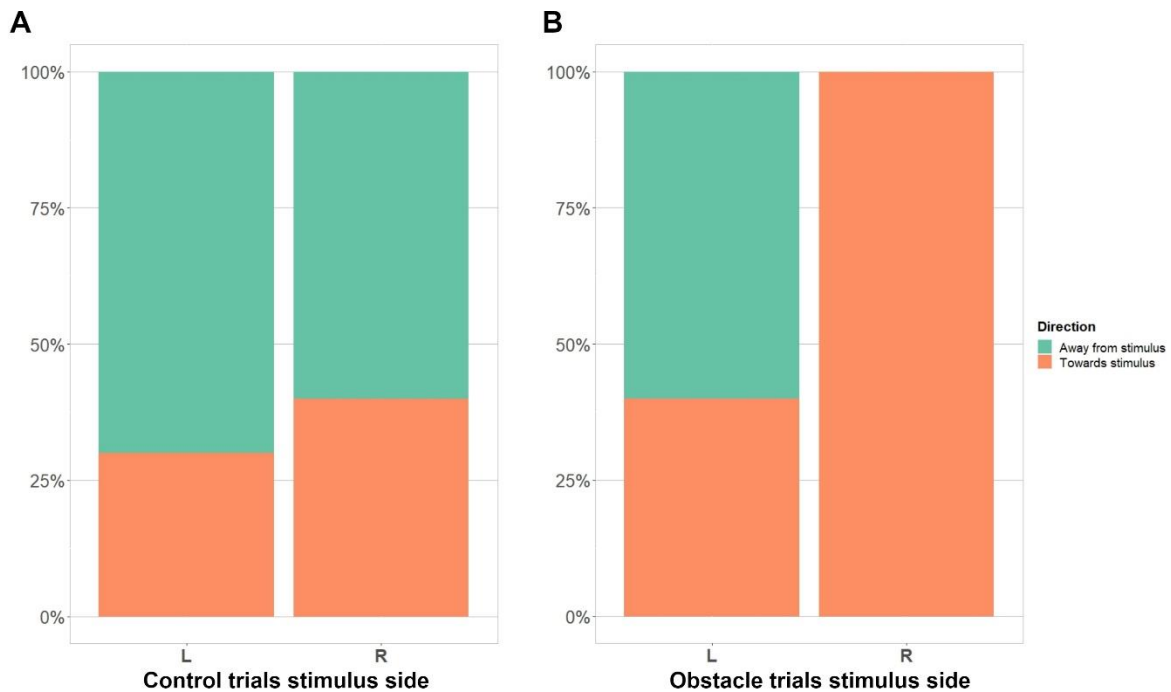 A
100%
75%
50%
25%
0%
L
R
Control trials stimulus side
B
100%
75%
50%
25%
0%
L
R
Obstacle trials stimulus side
Direction
Away from stimulus
Towards stimulus